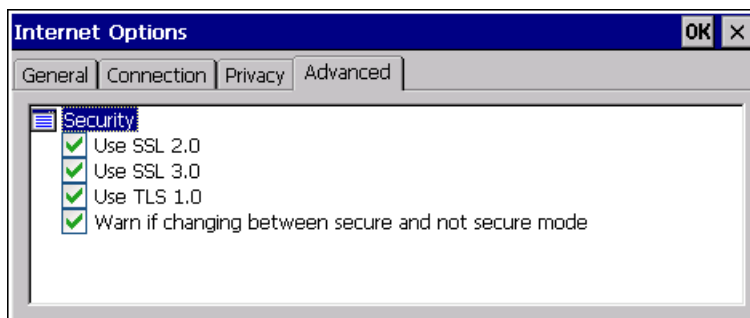 Internet Options OK ×
General Connection Privacy Advanced
Security
Use SSL 2.0
Use SSL 3.0
Use TLS 1.0
Warn if changing between secure and not secure mode